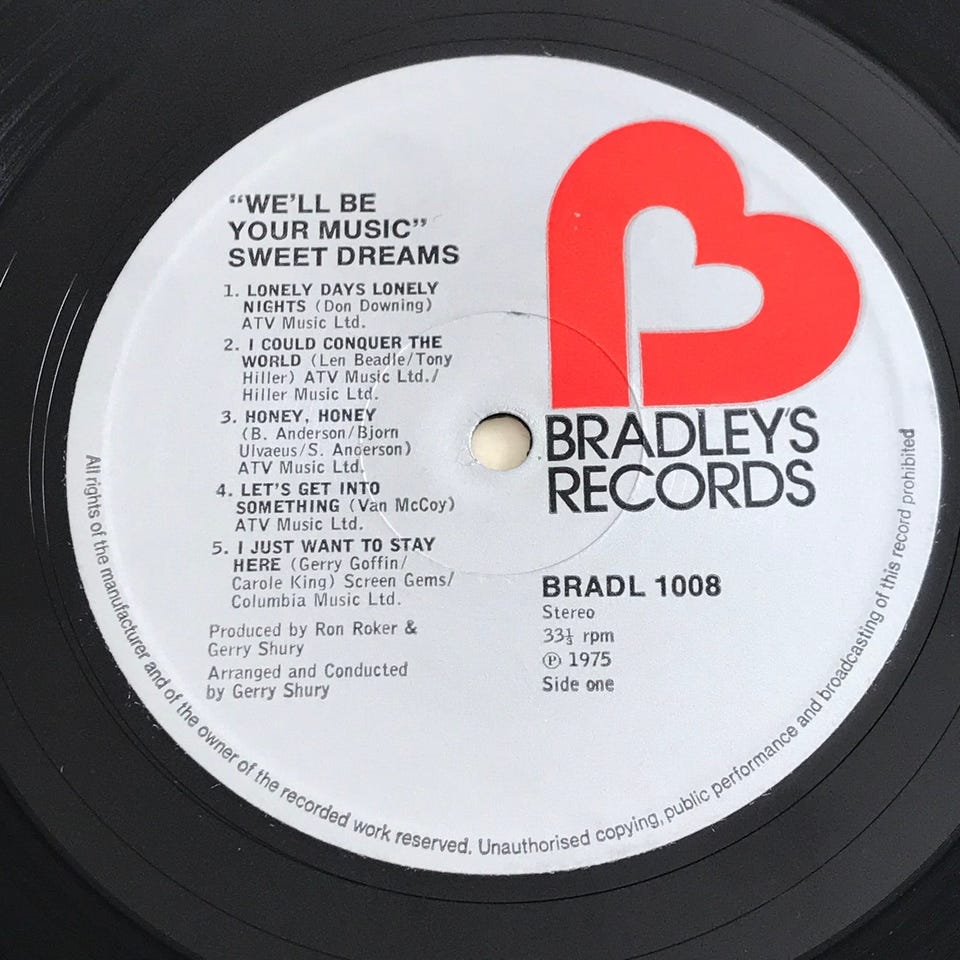 “WE’LL BE
YOUR MUSIC”
SWEET DREAMS
1. LONELY DAYS LONELY
NIGHTS (Don Downing)
ATV Music Ltd.
2. I COULD CONQUER THE
WORLD (Len Beadle/Tony
Hiller) ATV Music Ltd./
Hiller Music Ltd.
3. HONEY, HONEY
(B. Anderson/Bjorn
Ulvaeus/S. Anderson)
ATV Music Ltd.
4. LET’S GET INTO
SOMETHING (Van McCoy)
ATV Music Ltd.
5. I JUST WANT TO STAY
HERE (Gerry Goffin/
Carole King) Screen Gems/
Columbia Music Ltd.
Produced by Ron Roker &
Gerry Shury
Arranged and Conducted
by Gerry Shury
BRADLEY’S
RECORDS
BRADL 1008
Stereo
33⅓ rpm
℗ 1975
Side one
All rights of the manufacturer and of the owner of the recorded work reserved. Unauthorised copying, public performance and broadcasting of this record prohibited